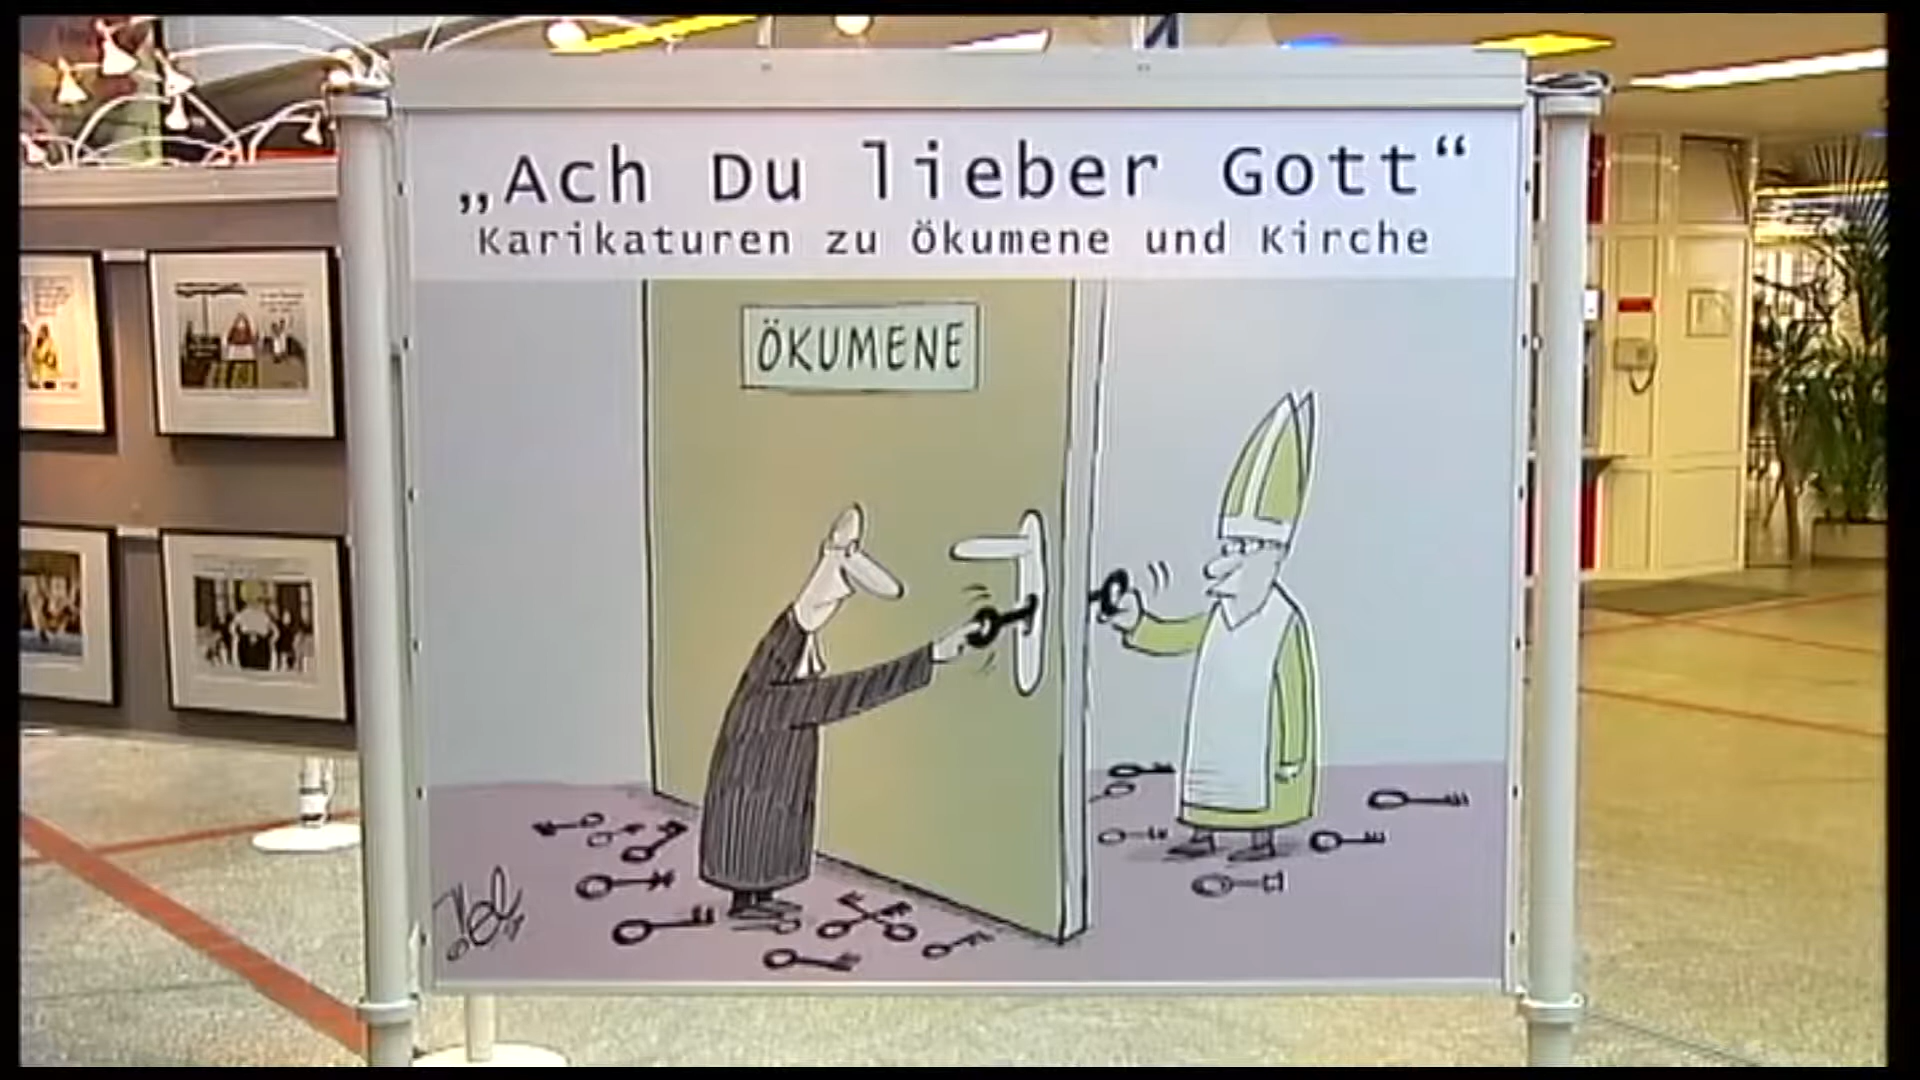 „Ach Du lieber Gott“
Karikaturen zu Ökumene und Kirche
ÖKUMENE